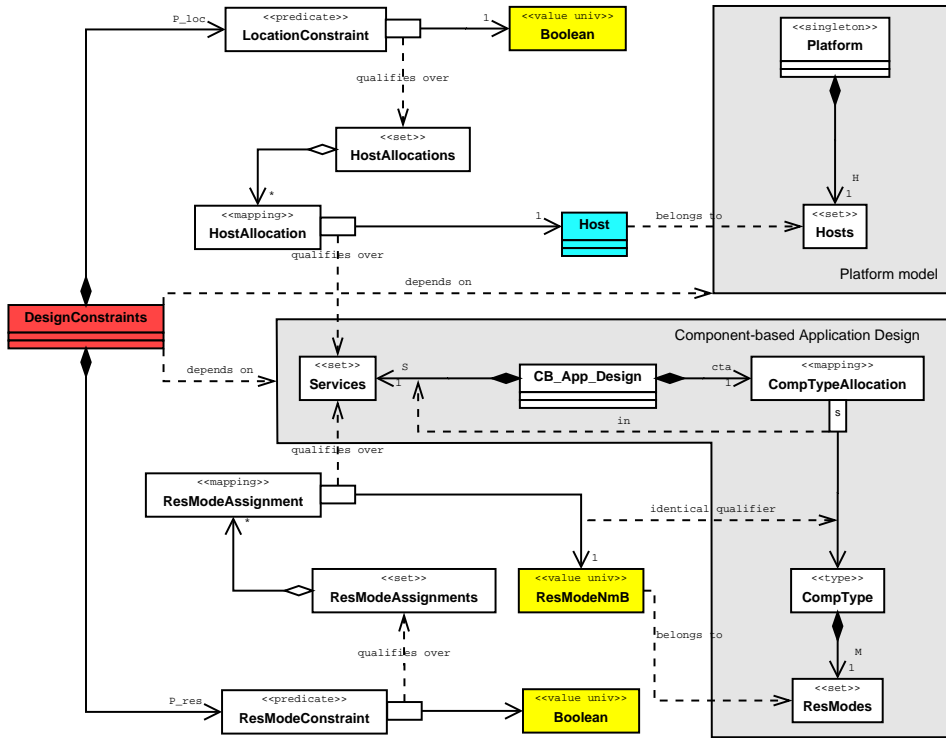 P_loc
<<predicate>>
LocationConstraint
1
<<value univ>>
Boolean
<<singleton>>
Platform
qualifies over
<<set>>
HostAllocations
*
H
1
<<mapping>>
HostAllocation
1
Host
belongs to
<<set>>
Hosts
qualifies over
Platform model
depends on
DesignConstraints
Component-based Application Design
depends on
<<set>>
Services
S
1
CB_App_Design
cta
1
<<mapping>>
CompTypeAllocation
s
in
qualifies over
<<mapping>>
ResModeAssignment
identical qualifier
*
1
<<set>>
ResModeAssignments
<<value univ>>
ResModeNmB
<<type>>
CompType
belongs to
qualifies over
M
1
P_res
<<predicate>>
ResModeConstraint
<<value univ>>
Boolean
<<set>>
ResModes